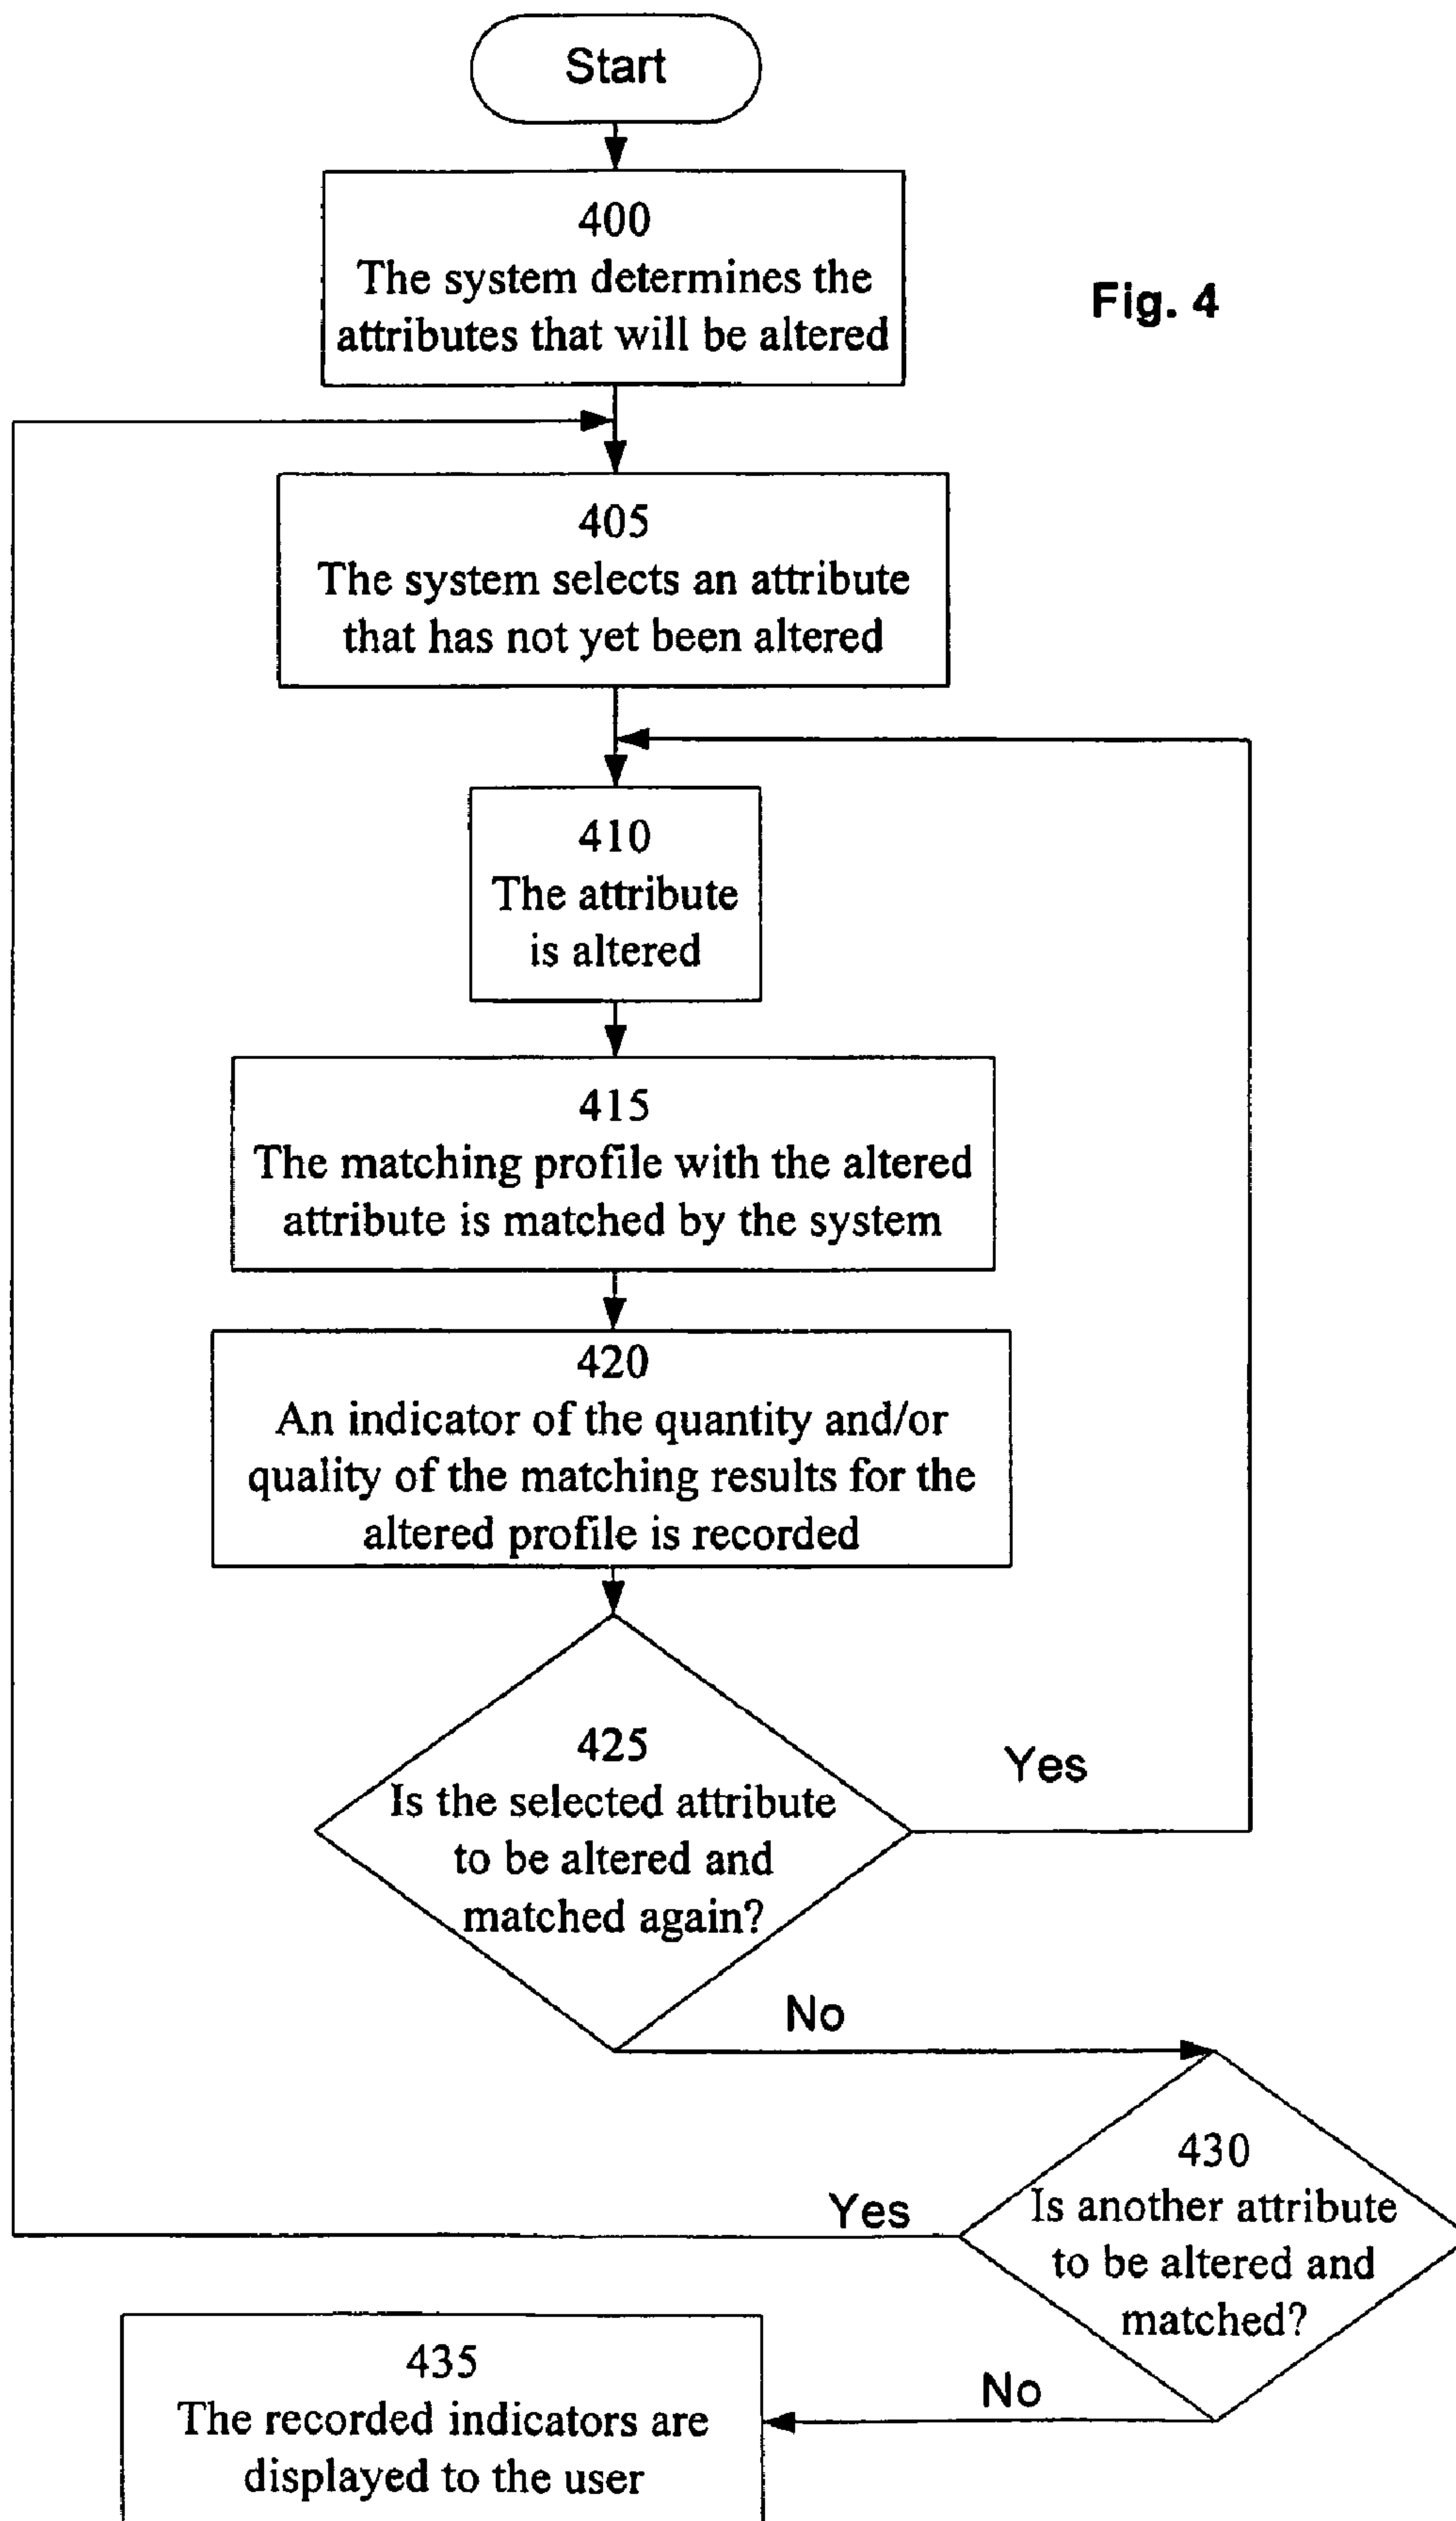 Start
400
The system determines the
attributes that will be altered
Fig. 4
405
The system selects an attribute
that has not yet been altered
410
The attribute
is altered
415
The matching profile with the altered
attribute is matched by the system
420
An indicator of the quantity and/or
quality of the matching results for the
altered profile is recorded
425
Is the selected attribute
to be altered and
matched again?
Yes
No
430
Is another attribute
to be altered and
matched?
Yes
No
435
The recorded indicators are
displayed to the user